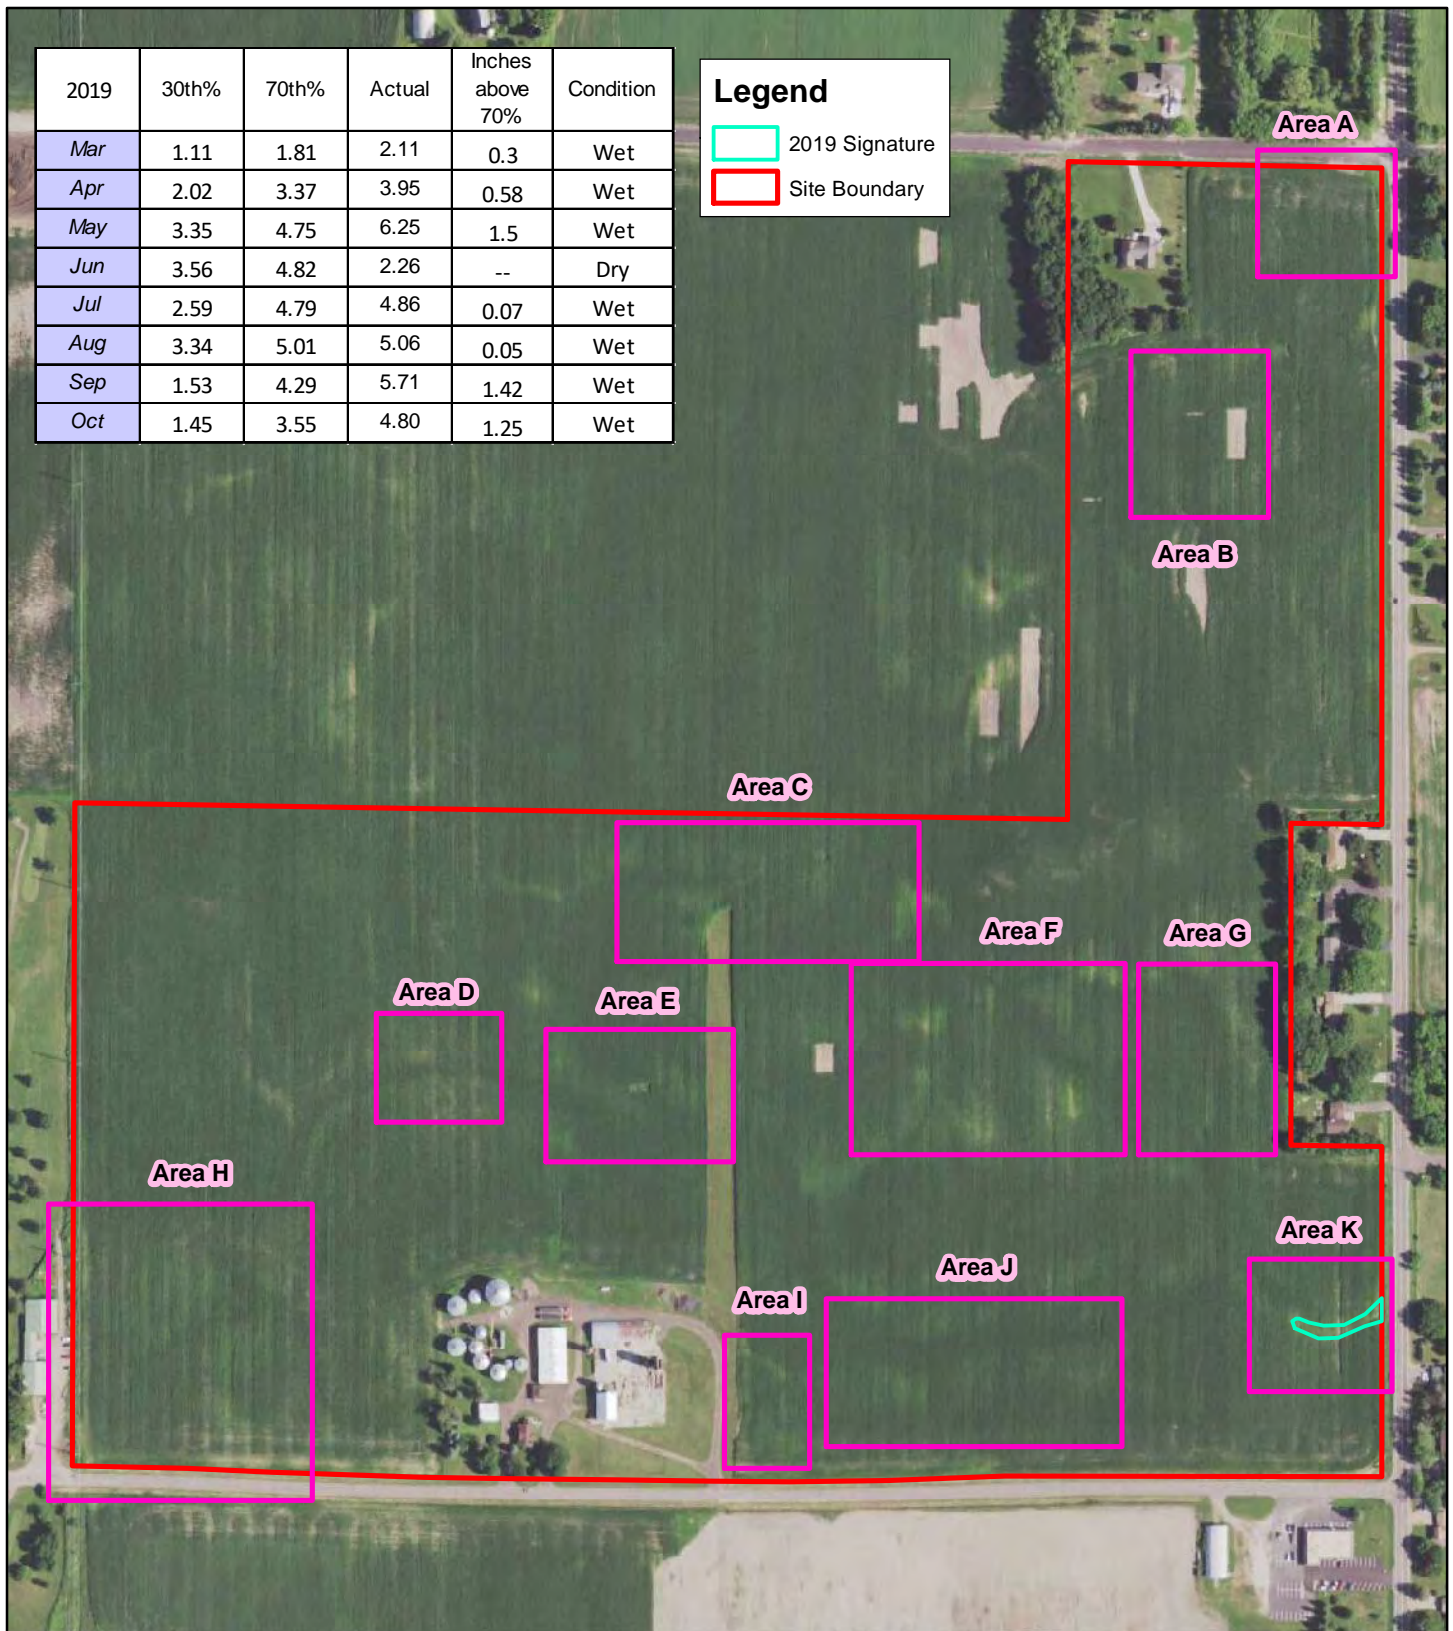 2019 30th% 70th% Actual Inches above 70% Condition
Mar 1.11 1.81 2.11 0.3 Wet
Apr 2.02 3.37 3.95 0.58 Wet
May 3.35 4.75 6.25 1.5 Wet
Jun 3.56 4.82 2.26 -- Dry
Jul 2.59 4.79 4.86 0.07 Wet
Aug 3.34 5.01 5.06 0.05 Wet
Sep 1.53 4.29 5.71 1.42 Wet
Oct 1.45 3.55 4.80 1.25 Wet
Legend
2019 Signature
Site Boundary
Area A
Area B
Area C
Area F
Area G
Area D
Area E
Area H
Area K
Area J
Area I